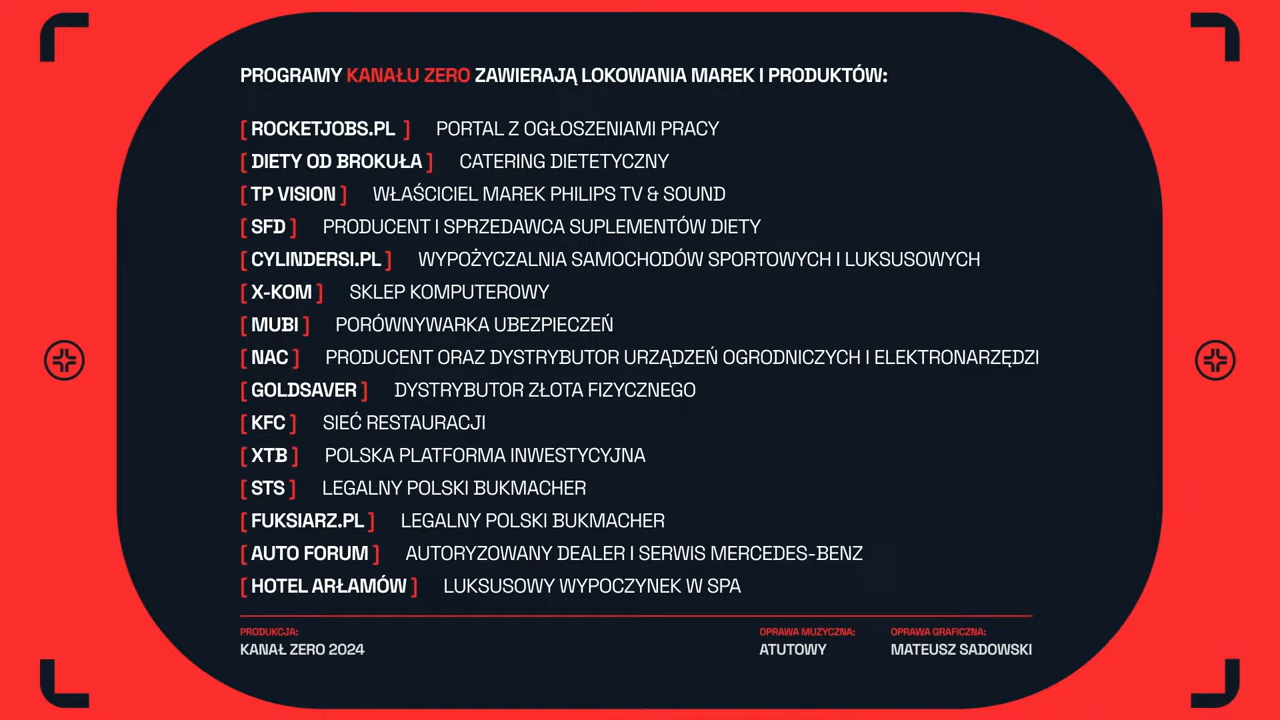 PROGRAMY KANAŁU ZERO ZAWIERAJĄ LOKOWANIA MAREK I PRODUKTÓW:
[ ROCKETJOBS.PL ] PORTAL Z OGŁOSZENIAMI PRACY
[ DIETY OD BROKUŁA ] CATERING DIETETYCZNY
[ TP VISION ] WŁAŚCICIEL MAREK PHILIPS TV & SOUND
[ SFD ] PRODUCENT I SPRZEDAWCA SUPLEMENTÓW DIETY
[ CYLINDERSI.PL ] WYPOŻYCZALNIA SAMOCHODÓW SPORTOWYCH I LUKSUSOWYCH
[ X-KOM ] SKLEP KOMPUTEROWY
[ MUBI ] PORÓWNYWARKA UBEZPIECZEŃ
[ NAC ] PRODUCENT ORAZ DYSTRYBUTOR URZĄDZEŃ OGRODNICZYCH I ELEKTRONARZĘDZI
[ GOLDSAVER ] DYSTRYBUTOR ZŁOTA FIZYCZNEGO
[ KFC ] SIEĆ RESTAURACJI
[ XTB ] POLSKA PLATFORMA INWESTYCYJNA
[ STS ] LEGALNY POLSKI BUKMACHER
[ FUKSIARZ.PL ] LEGALNY POLSKI BUKMACHER
[ AUTO FORUM ] AUTORYZOWANY DEALER I SERWIS MERCEDES-BENZ
[ HOTEL ARŁAMÓW ] LUKSUSOWY WYPOCZYNEK W SPA
PRODUKCJA: OPRAWA MUZYCZNA: OPRAWA GRAFICZNA:
KANAŁ ZERO 2024 ATUTOWY MATEUSZ SADOWSKI